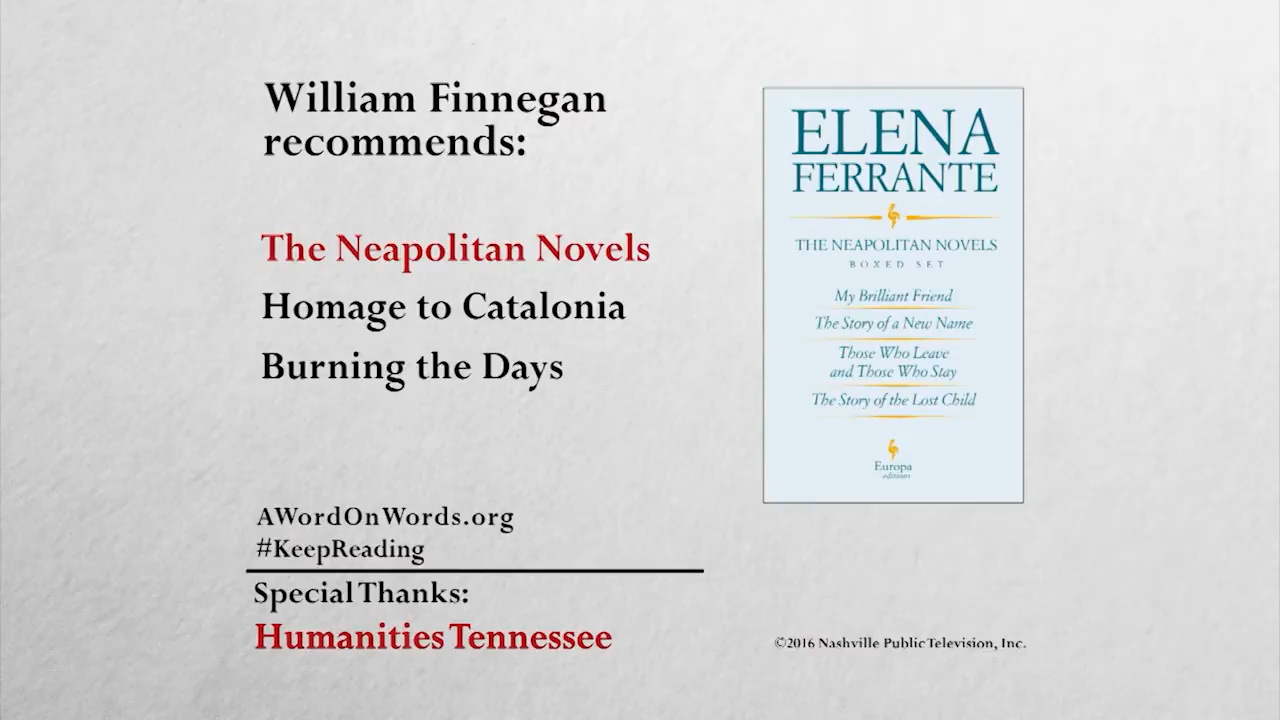 William Finnegan
recommends:
The Neapolitan Novels
Homage to Catalonia
Burning the Days
AWordOnWords.org
#KeepReading
Special Thanks:
Humanities Tennessee
ELENA
FERRANTE
THE NEAPOLITAN NOVELS
BOXED SET
My Brilliant Friend
The Story of a New Name
Those Who Leave
and Those Who Stay
The Story of the Lost Child
Europa
editions
©2016 Nashville Public Television, Inc.